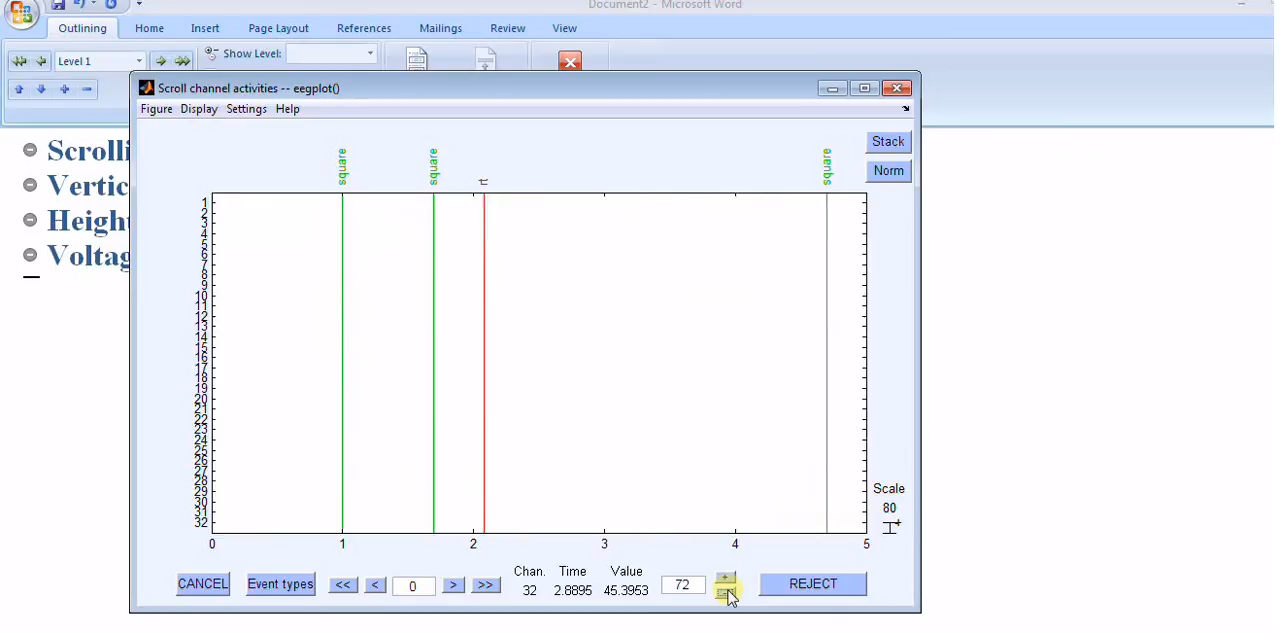 Document2 - Microsoft Word
Outlining Home Insert Page Layout References Mailings Review View
Level 1 Show Level:
Scroll channel activities -- eegplot()
Figure Display Settings Help
Scrolli
Vertic
Height
Voltag
square square rt square
Stack
Norm
1
2
3
4
5
6
7
8
9
10
11
12
13
14
15
16
17
18
19
20
21
22
23
24
25
26
27
28
29
30
31
32
Scale
80
0 1 2 3 4 5
Chan. Time Value
CANCEL Event types << < 0 > >> 32 2.8895 45.3953 72 + - REJECT